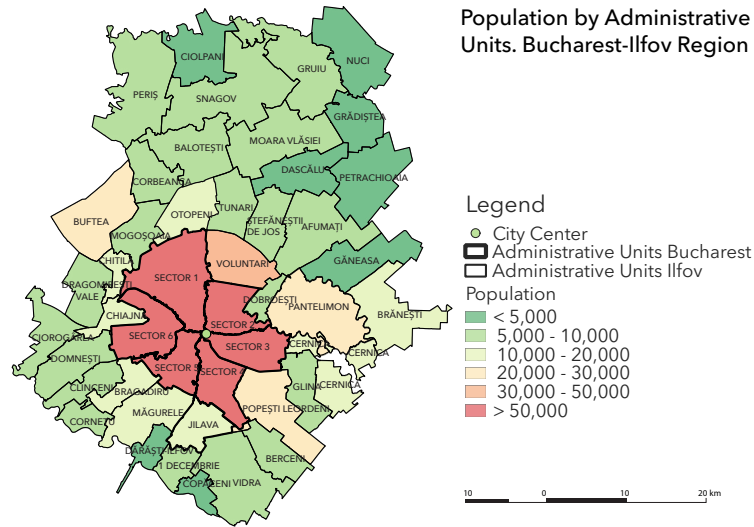 Population by Administrative
Units. Bucharest-Ilfov Region
CIOLPANI
NUCI
GRUIU
PERIȘ
SNAGOV
GRĂDIȘTEA
MOARA VLĂSIEI
BALOTEȘTI
DASCĂLU
PETRACHIOAIA
CORBEANCA
TUNARI
OTOPENI
BUFTEA
ȘTEFĂNEȘTII
DE JOS
AFUMAȚI
MOGOȘOAIA
CHITILA
VOLUNTARI
GĂNEASA
SECTOR 1
DRAGOMIREȘTI
VALE
DOBROEȘTI
PANTELIMON
CHIAJNA
BRĂNEȘTI
SECTOR 2
CIOROGÂRLA
SECTOR 6
SECTOR 3
CERNICA
CERNICA
DOMNEȘTI
SECTOR 5
SECTOR 4
CLINCENI
BRAGADIRU
GLINA
CERNICA
MĂGURELE
POPEȘTI LEORDENI
CORNETU
JILAVA
DĂRĂȘTI-ILFOV
1 DECEMBRIE
BERCENI
COPĂCENI
VIDRA
Legend
City Center
Administrative Units Bucharest
Administrative Units Ilfov
Population
< 5,000
5,000 - 10,000
10,000 - 20,000
20,000 - 30,000
30,000 - 50,000
> 50,000
10 0 10 20 km